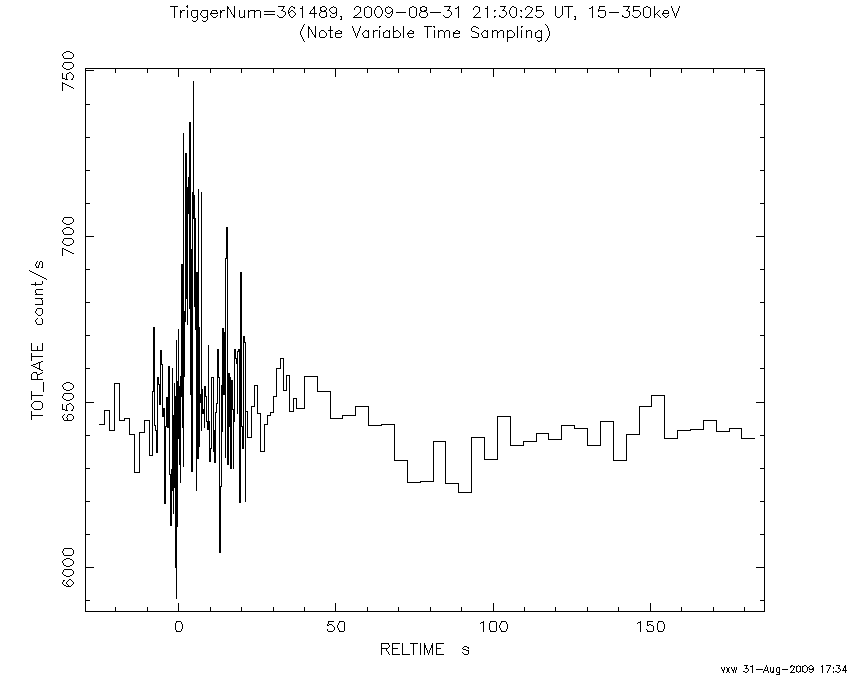 TriggerNum=361489, 2009-08-31 21:30:25 UT, 15-350keV
(Note Variable Time Sampling)
7500
7000
6500
6000
TOT_RATE count/s
0 50 100 150
RELTIME s
vxw 31-Aug-2009 17:34